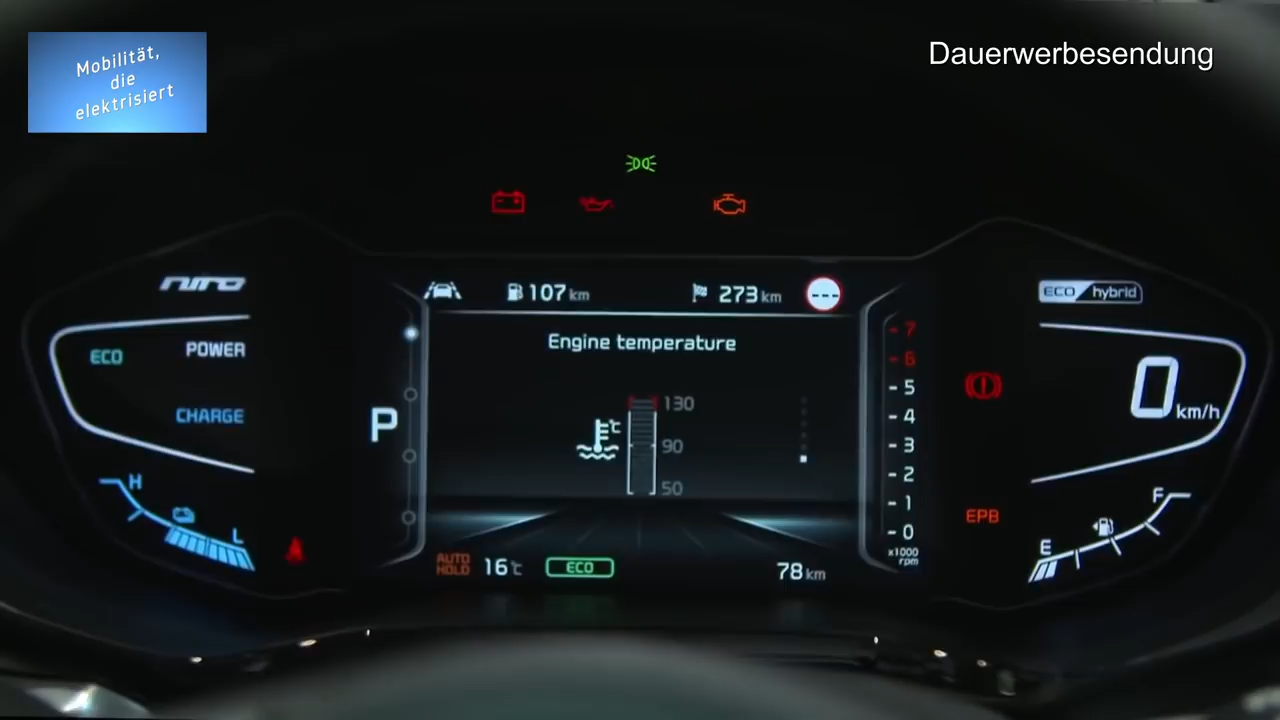 Mobilität,
die
elektrisiert
Dauerwerbesendung
NIRO
107 km
273 km
---
ECO hybrid
ECO
POWER
CHARGE
Engine temperature
°C
130
90
50
P
7
6
5
4
3
2
1
0
x1000
rpm
0 km/h
H
L
EPB
F
E
AUTO
HOLD
16 °C
ECO
78 km